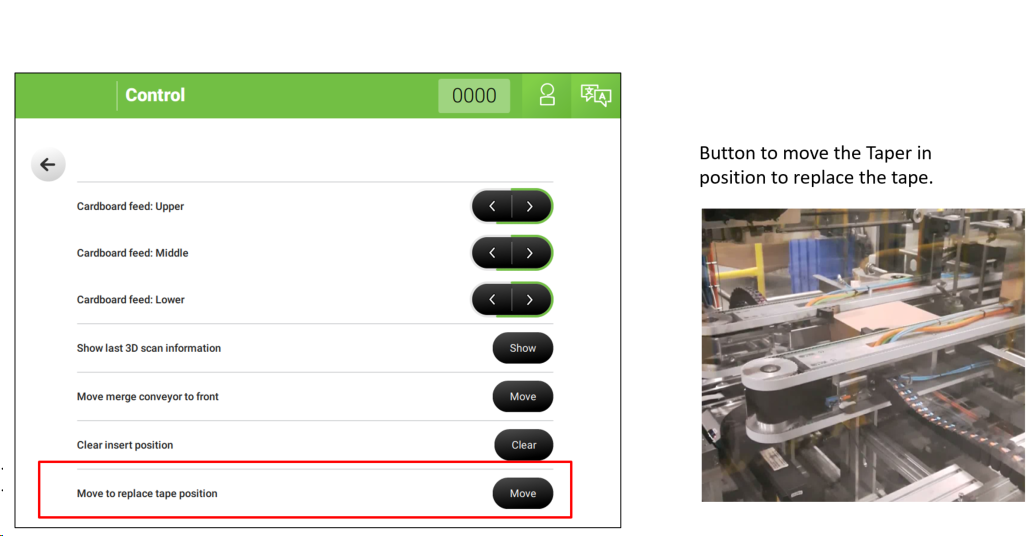 Control
0000
Cardboard feed: Upper
Cardboard feed: Middle
Cardboard feed: Lower
Show last 3D scan information
Show
Move merge conveyor to front
Move
Clear insert position
Clear
Move to replace tape position
Move
Button to move the Taper in
position to replace the tape.